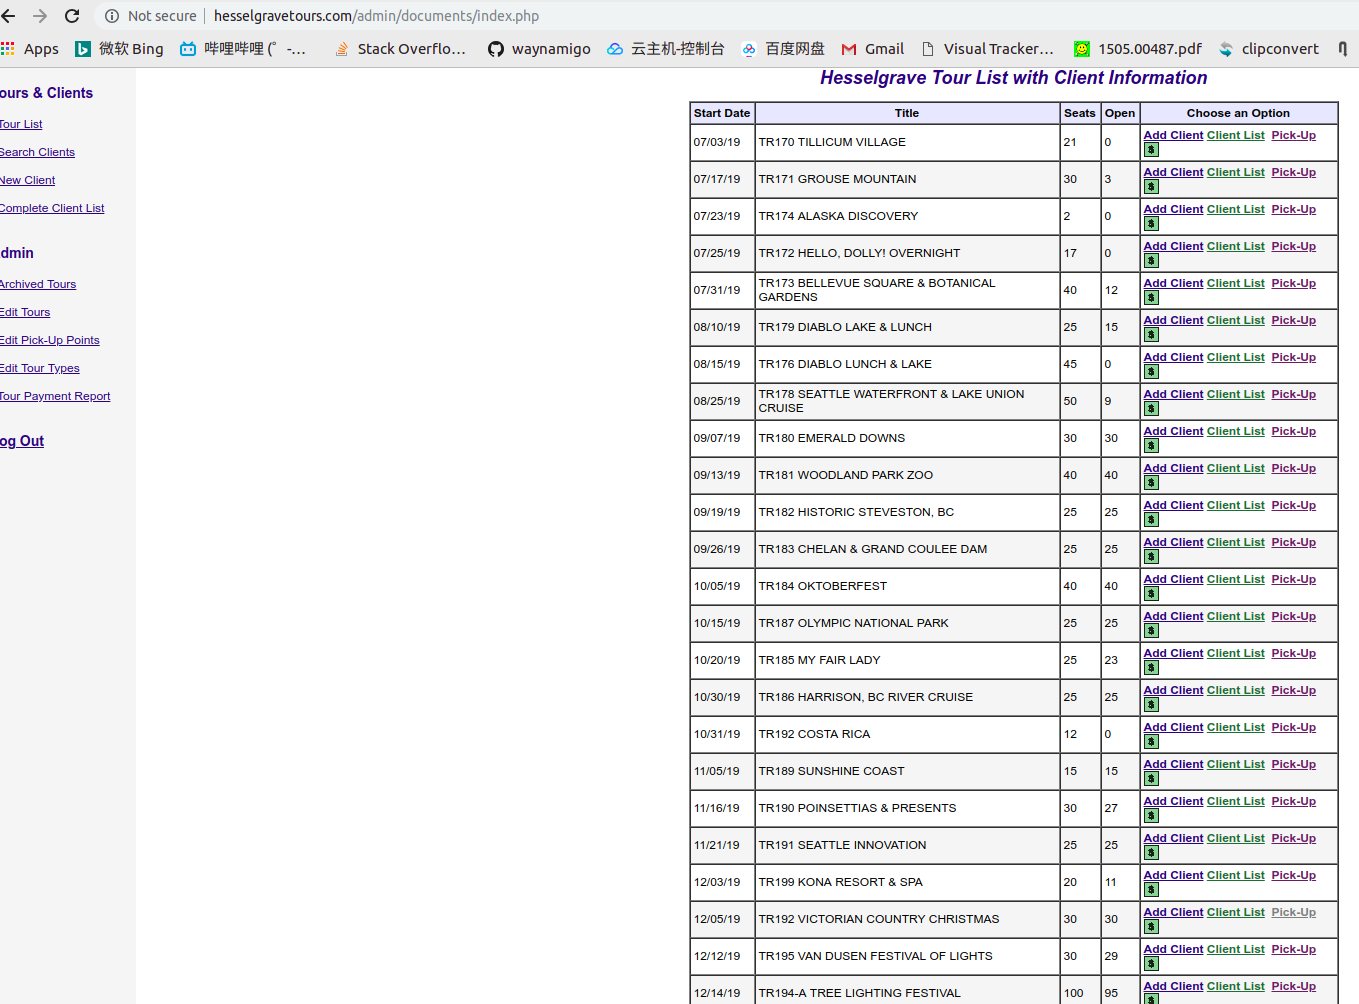 Not secure | hesselgravetours.com/admin/documents/index.php
Apps 微软 Bing 哔哩哔哩 (゜-... Stack Overflo... waynamigo 云主机-控制台 百度网盘 Gmail Visual Tracker... 1505.00487.pdf clipconvert
Hesselgrave Tour List with Client Information
ours & Clients
Tour List
Search Clients
New Client
Complete Client List
dmin
Archived Tours
Edit Tours
Edit Pick-Up Points
Edit Tour Types
Tour Payment Report
og Out
Start Date Title Seats Open Choose an Option
07/03/19 TR170 TILLICUM VILLAGE 21 0 Add Client Client List Pick-Up
$
07/17/19 TR171 GROUSE MOUNTAIN 30 3 Add Client Client List Pick-Up
$
07/23/19 TR174 ALASKA DISCOVERY 2 0 Add Client Client List Pick-Up
$
07/25/19 TR172 HELLO, DOLLY! OVERNIGHT 17 0 Add Client Client List Pick-Up
$
07/31/19 TR173 BELLEVUE SQUARE & BOTANICAL 40 12 Add Client Client List Pick-Up
GARDENS $
08/10/19 TR179 DIABLO LAKE & LUNCH 25 15 Add Client Client List Pick-Up
$
08/15/19 TR176 DIABLO LUNCH & LAKE 45 0 Add Client Client List Pick-Up
$
08/25/19 TR178 SEATTLE WATERFRONT & LAKE UNION 50 9 Add Client Client List Pick-Up
CRUISE $
09/07/19 TR180 EMERALD DOWNS 30 30 Add Client Client List Pick-Up
$
09/13/19 TR181 WOODLAND PARK ZOO 40 40 Add Client Client List Pick-Up
$
09/19/19 TR182 HISTORIC STEVESTON, BC 25 25 Add Client Client List Pick-Up
$
09/26/19 TR183 CHELAN & GRAND COULEE DAM 25 25 Add Client Client List Pick-Up
$
10/05/19 TR184 OKTOBERFEST 40 40 Add Client Client List Pick-Up
$
10/15/19 TR187 OLYMPIC NATIONAL PARK 25 25 Add Client Client List Pick-Up
$
10/20/19 TR185 MY FAIR LADY 25 23 Add Client Client List Pick-Up
$
10/30/19 TR186 HARRISON, BC RIVER CRUISE 25 25 Add Client Client List Pick-Up
$
10/31/19 TR192 COSTA RICA 12 0 Add Client Client List Pick-Up
$
11/05/19 TR189 SUNSHINE COAST 15 15 Add Client Client List Pick-Up
$
11/16/19 TR190 POINSETTIAS & PRESENTS 30 27 Add Client Client List Pick-Up
$
11/21/19 TR191 SEATTLE INNOVATION 25 25 Add Client Client List Pick-Up
$
12/03/19 TR199 KONA RESORT & SPA 20 11 Add Client Client List Pick-Up
$
12/05/19 TR192 VICTORIAN COUNTRY CHRISTMAS 30 30 Add Client Client List Pick-Up
$
12/12/19 TR195 VAN DUSEN FESTIVAL OF LIGHTS 30 29 Add Client Client List Pick-Up
$
12/14/19 TR194-A TREE LIGHTING FESTIVAL 100 95 Add Client Client List Pick-Up
$